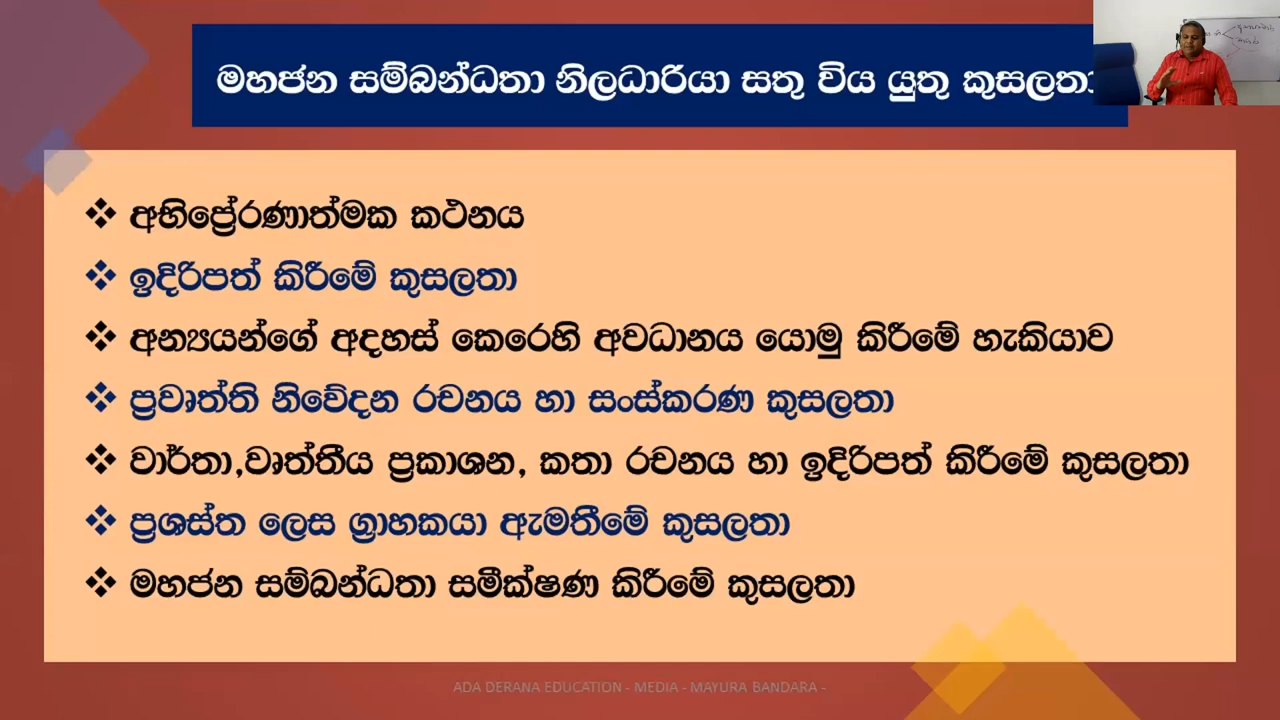 මහජන සම්බන්ධතා නිලධාරියා සතු විය යුතු කුසලතා
❖ අභිප්‍රේරණාත්මක කථනය
❖ ඉදිරිපත් කිරීමේ කුසලතා
❖ අන්‍යයන්ගේ අදහස් කෙරෙහි අවධානය යොමු කිරීමේ හැකියාව
❖ ප්‍රවෘත්ති නිවේදන රචනය හා සංස්කරණ කුසලතා
❖ වාර්තා,වෘත්තීය ප්‍රකාශන, කතා රචනය හා ඉදිරිපත් කිරීමේ කුසලතා
❖ ප්‍රශස්ත ලෙස ග්‍රාහකයා ඇමතීමේ කුසලතා
❖ මහජන සම්බන්ධතා සමීක්ෂණ කිරීමේ කුසලතා
ADA DERANA EDUCATION - MEDIA - MAYURA BANDARA -